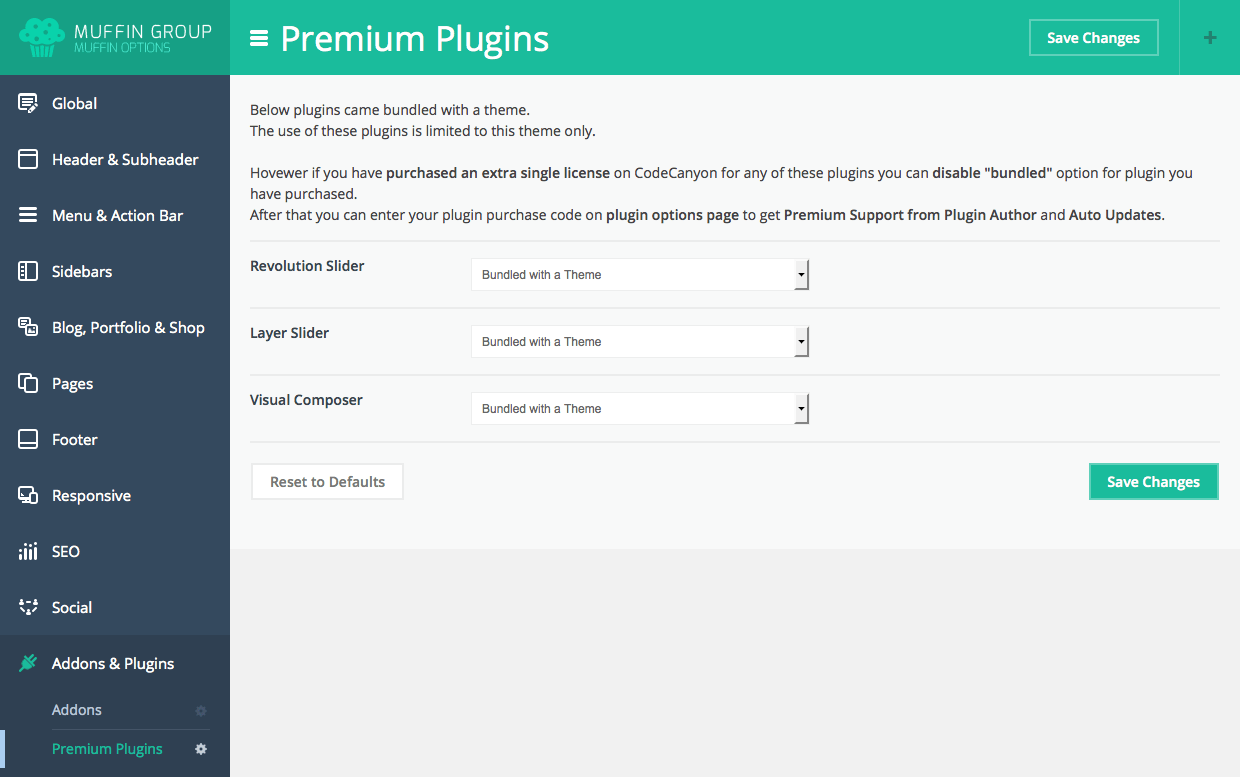 MUFFIN GROUP
MUFFIN OPTIONS
Premium Plugins
Save Changes
+
Global
Header & Subheader
Menu & Action Bar
Sidebars
Blog, Portfolio & Shop
Pages
Footer
Responsive
SEO
Social
Addons & Plugins
Addons
Premium Plugins
Below plugins came bundled with a theme.
The use of these plugins is limited to this theme only.
Hovewer if you have purchased an extra single license on CodeCanyon for any of these plugins you can disable "bundled" option for plugin you
have purchased.
After that you can enter your plugin purchase code on plugin options page to get Premium Support from Plugin Author and Auto Updates.
Revolution Slider
Bundled with a Theme
Layer Slider
Bundled with a Theme
Visual Composer
Bundled with a Theme
Reset to Defaults
Save Changes